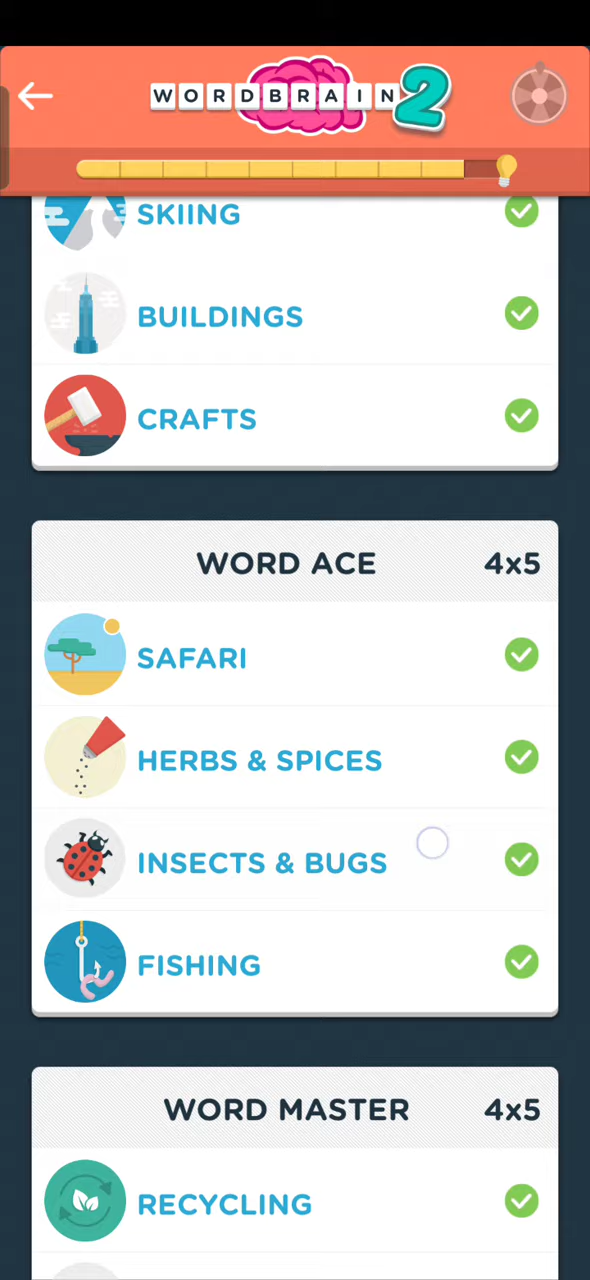 WORDBRAIN 2
SKIING
BUILDINGS
CRAFTS
WORD ACE 4x5
SAFARI
HERBS & SPICES
INSECTS & BUGS
FISHING
WORD MASTER 4x5
RECYCLING